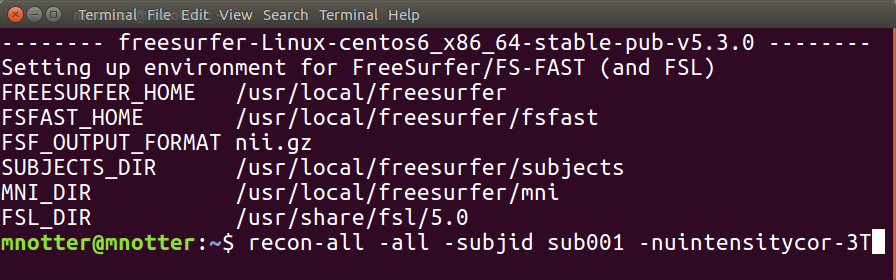 Terminal File Edit View Search Terminal Help
-------- freesurfer-Linux-centos6_x86_64-stable-pub-v5.3.0 --------
Setting up environment for FreeSurfer/FS-FAST (and FSL)
FREESURFER_HOME   /usr/local/freesurfer
FSFAST_HOME       /usr/local/freesurfer/fsfast
FSF_OUTPUT_FORMAT nii.gz
SUBJECTS_DIR      /usr/local/freesurfer/subjects
MNI_DIR           /usr/local/freesurfer/mni
FSL_DIR           /usr/share/fsl/5.0
mnotter@mnotter:~$ recon-all -all -subjid sub001 -nuintensitycor-3T